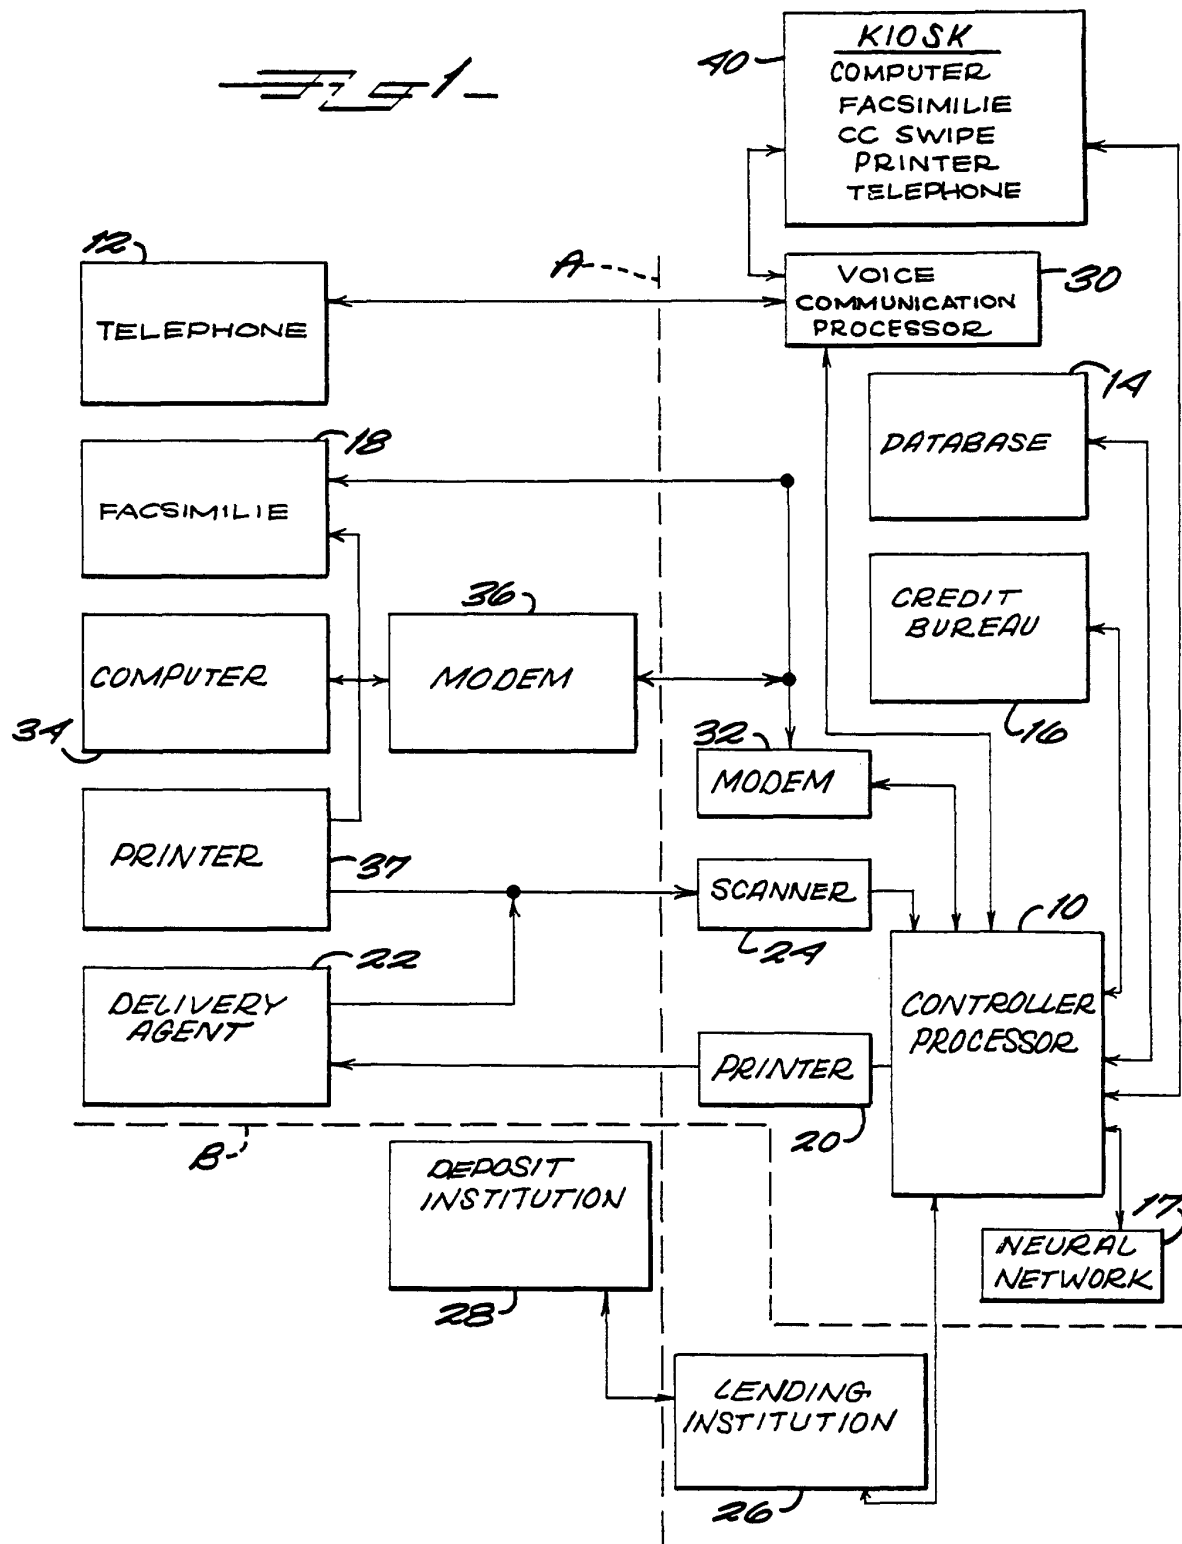 Fig. 1.
40
KIOSK
COMPUTER
FACSIMILIE
CC SWIPE
PRINTER
TELEPHONE
12
TELEPHONE
A
VOICE
COMMUNICATION
PROCESSOR
30
14
DATABASE
18
FACSIMILIE
CREDIT
BUREAU
16
36
COMPUTER
34
MODEM
32
MODEM
PRINTER
37
SCANNER
24
10
CONTROLLER
PROCESSOR
22
DELIVERY
AGENT
PRINTER
20
B
DEPOSIT
INSTITUTION
28
17
NEURAL
NETWORK
LENDING
INSTITUTION
26